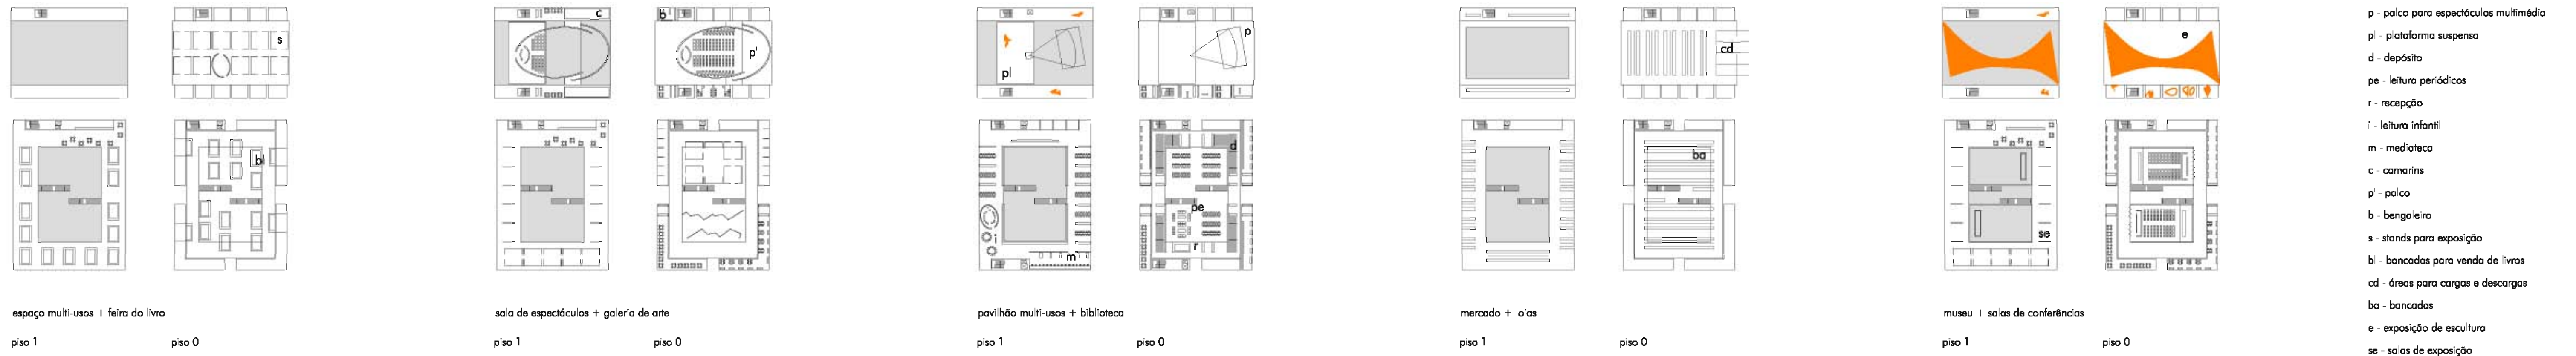 s
bl
espaço multi-usos + feira do livro
piso 1
piso 0
c
b
p'
sala de espectáculos + galeria de arte
piso 1
piso 0
pl
p
d
pe
i
r
m
pavilhão multi-usos + biblioteca
piso 1
piso 0
cd
ba
mercado + lojas
piso 1
piso 0
e
se
museu + salas de conferências
piso 1
piso 0
p - palco para espectáculos multimédia
pl - plataforma suspensa
d - depósito
pe - leitura periódicos
r - recepção
i - leitura infantil
m - mediateca
c - camarins
p' - palco
b - bengaleiro
s - stands para exposição
bl - bancadas para venda de livros
cd - áreas para cargas e descargas
ba - bancadas
e - exposição de escultura
se - salas de exposição